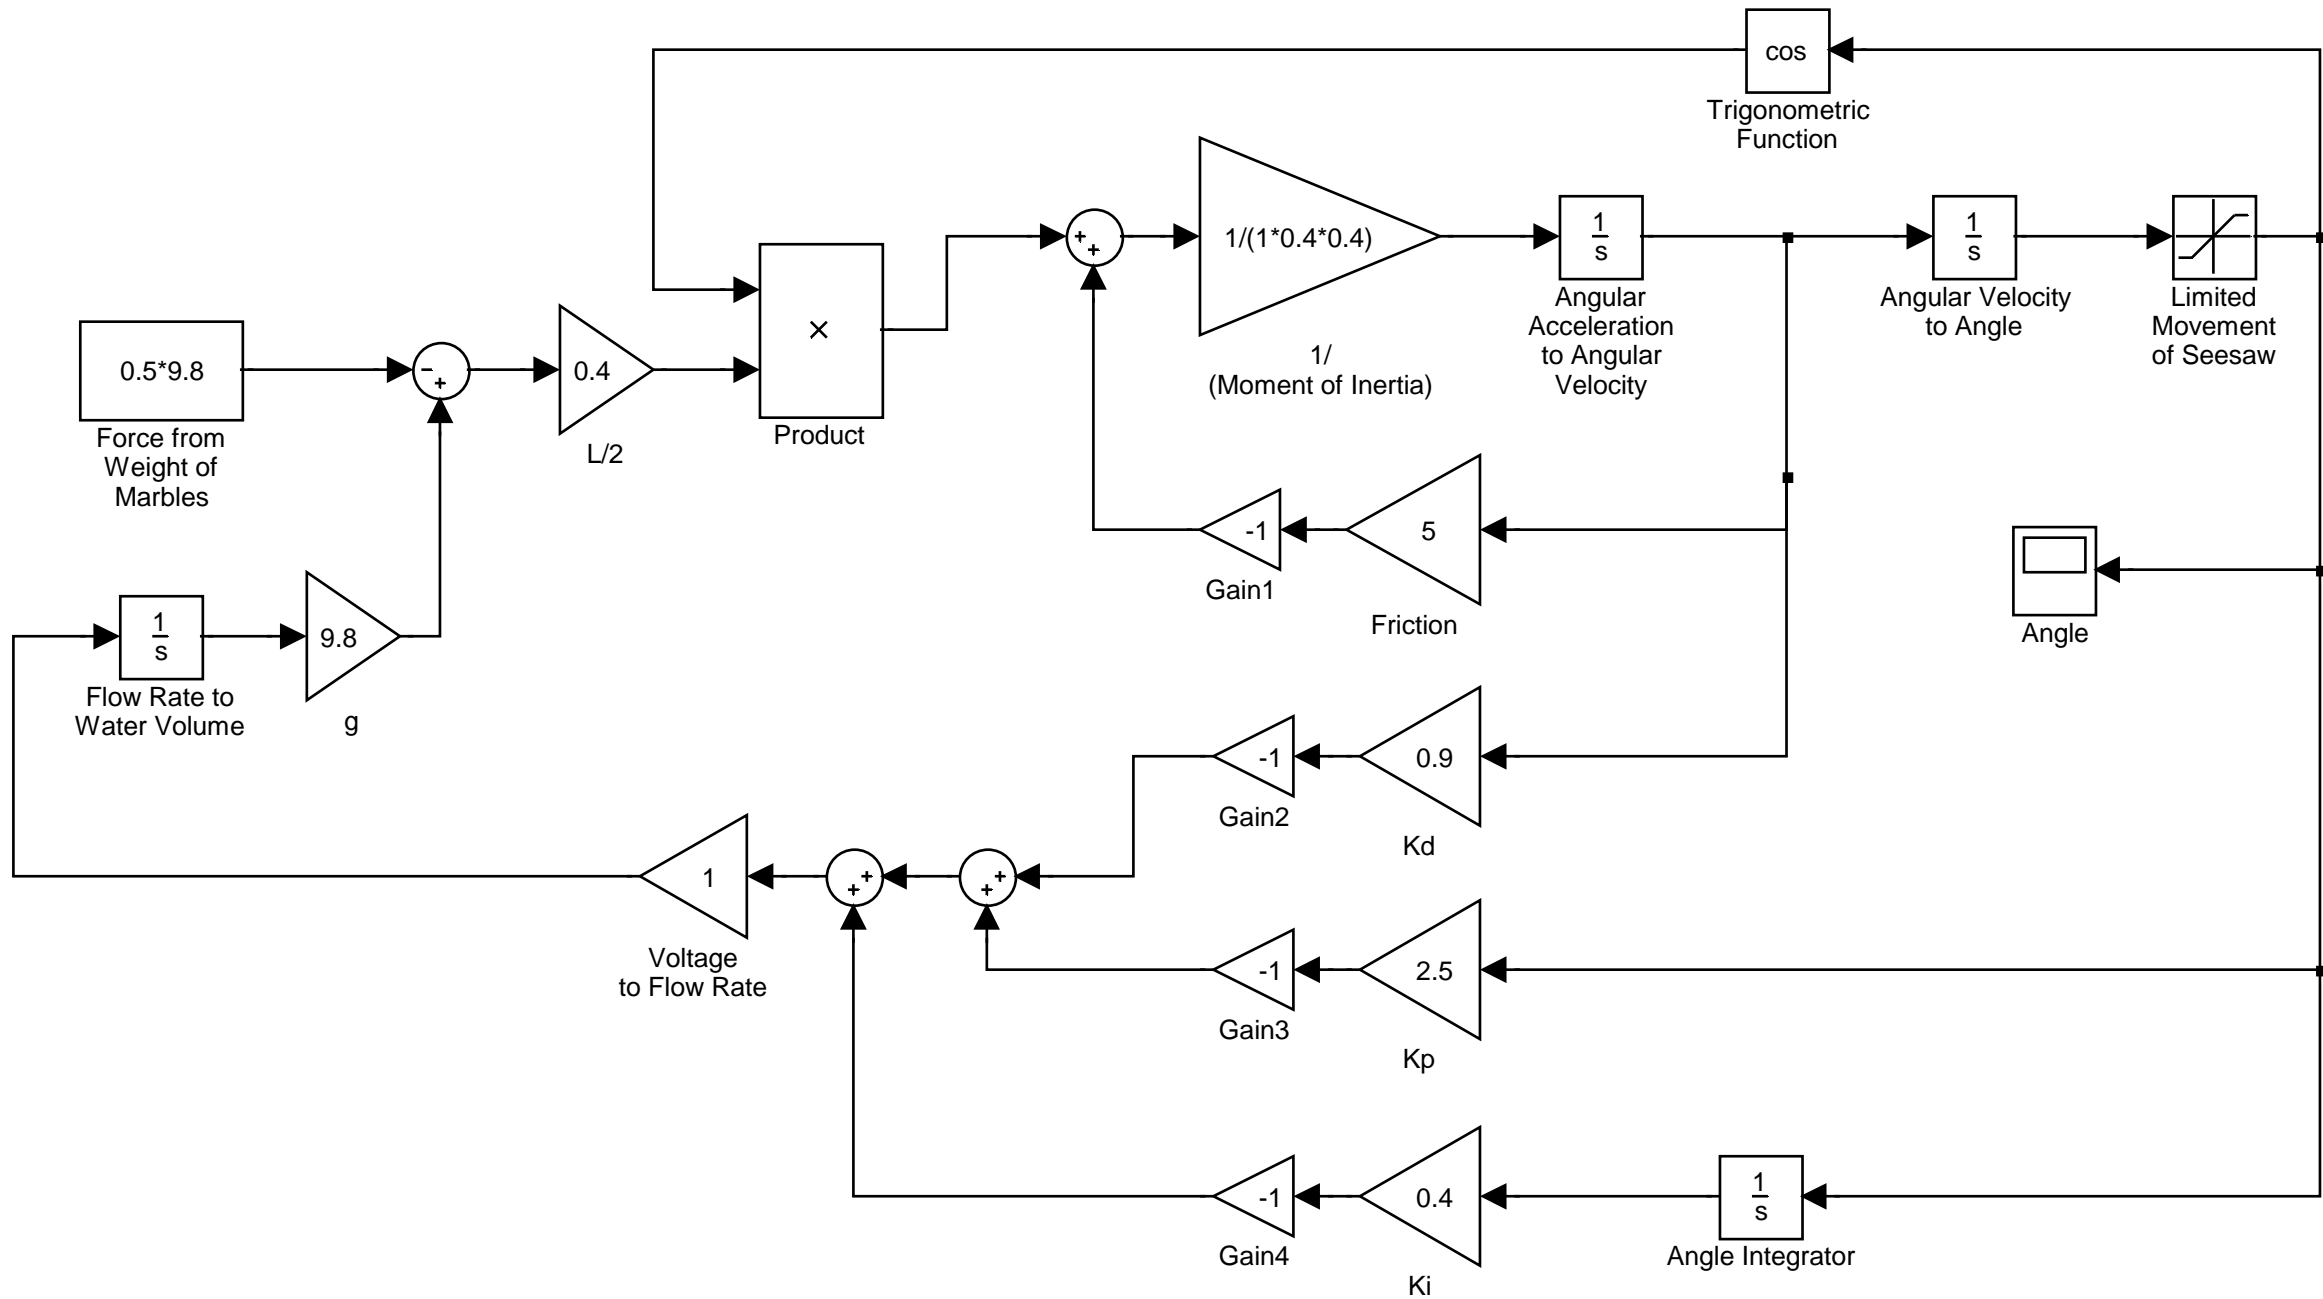 cos
Trigonometric
Function
+
+
1/(1*0.4*0.4)
1/
(Moment of Inertia)
1
s
Angular
Acceleration
to Angular
Velocity
1
s
Angular Velocity
to Angle
Limited
Movement
of Seesaw
0.5*9.8
Force from
Weight of
Marbles
-
+
0.4
L/2
×
Product
-1
Gain1
5
Friction
Angle
1
s
Flow Rate to
Water Volume
9.8
g
-1
Gain2
0.9
Kd
1
Voltage
to Flow Rate
+
+
+
+
-1
Gain3
2.5
Kp
-1
Gain4
0.4
Ki
1
s
Angle Integrator